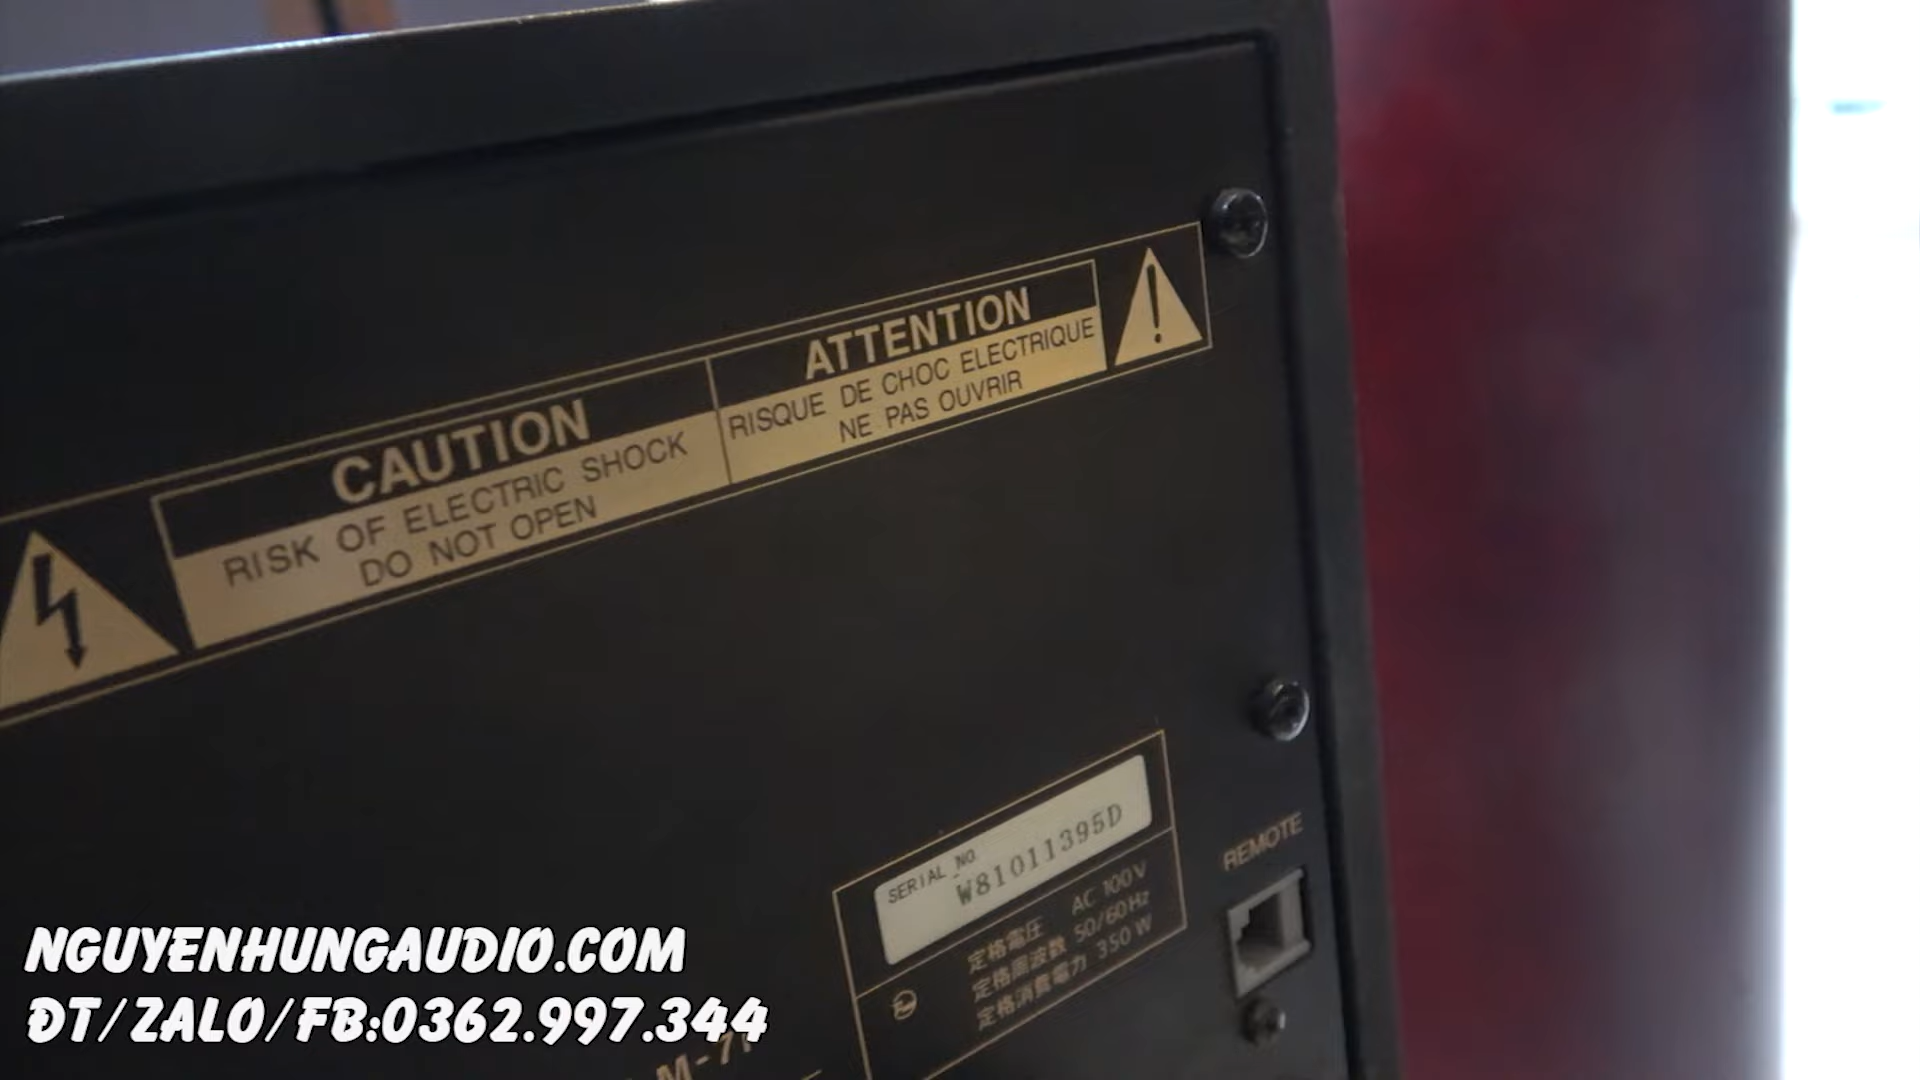 CAUTION
RISK OF ELECTRIC SHOCK
DO NOT OPEN
ATTENTION
RISQUE DE CHOC ELECTRIQUE
NE PAS OUVRIR
SERIAL NO.
W81011395D
定格電圧 AC 100V
定格周波数 50/60Hz
定格消費電力 350W
REMOTE
NGUYENHUNGAUDIO.COM
ĐT/ZALO/FB:0362.997.344